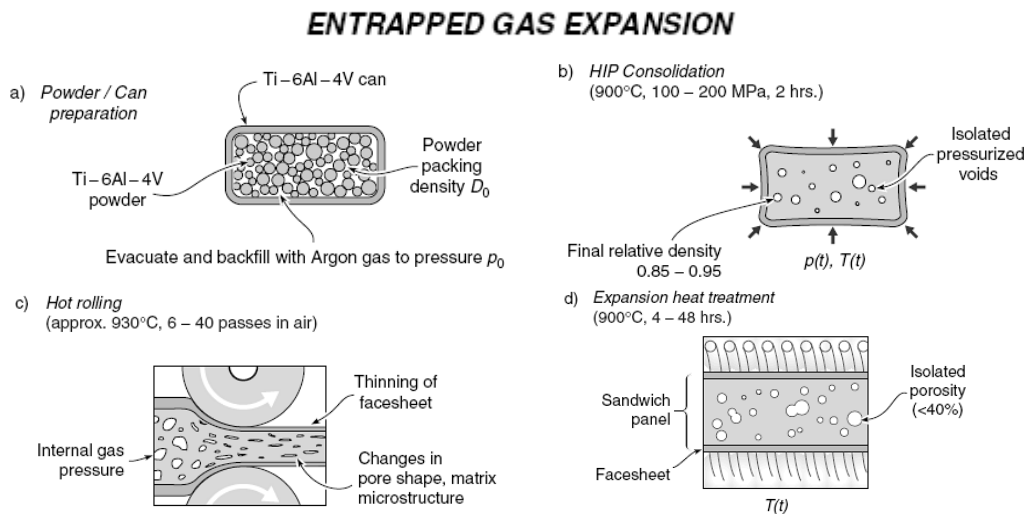 ENTRAPPED GAS EXPANSION
a) Powder / Can
preparation
Ti–6Al–4V can
Ti–6Al–4V
powder
Powder
packing
density D₀
Evacuate and backfill with Argon gas to pressure p₀
b) HIP Consolidation
(900°C, 100 – 200 MPa, 2 hrs.)
Isolated
pressurized
voids
Final relative density
0.85 – 0.95
p(t), T(t)
c) Hot rolling
(approx. 930°C, 6 – 40 passes in air)
Thinning of
facesheet
Internal gas
pressure
Changes in
pore shape, matrix
microstructure
d) Expansion heat treatment
(900°C, 4 – 48 hrs.)
Sandwich
panel
Isolated
porosity
(<40%)
Facesheet
T(t)